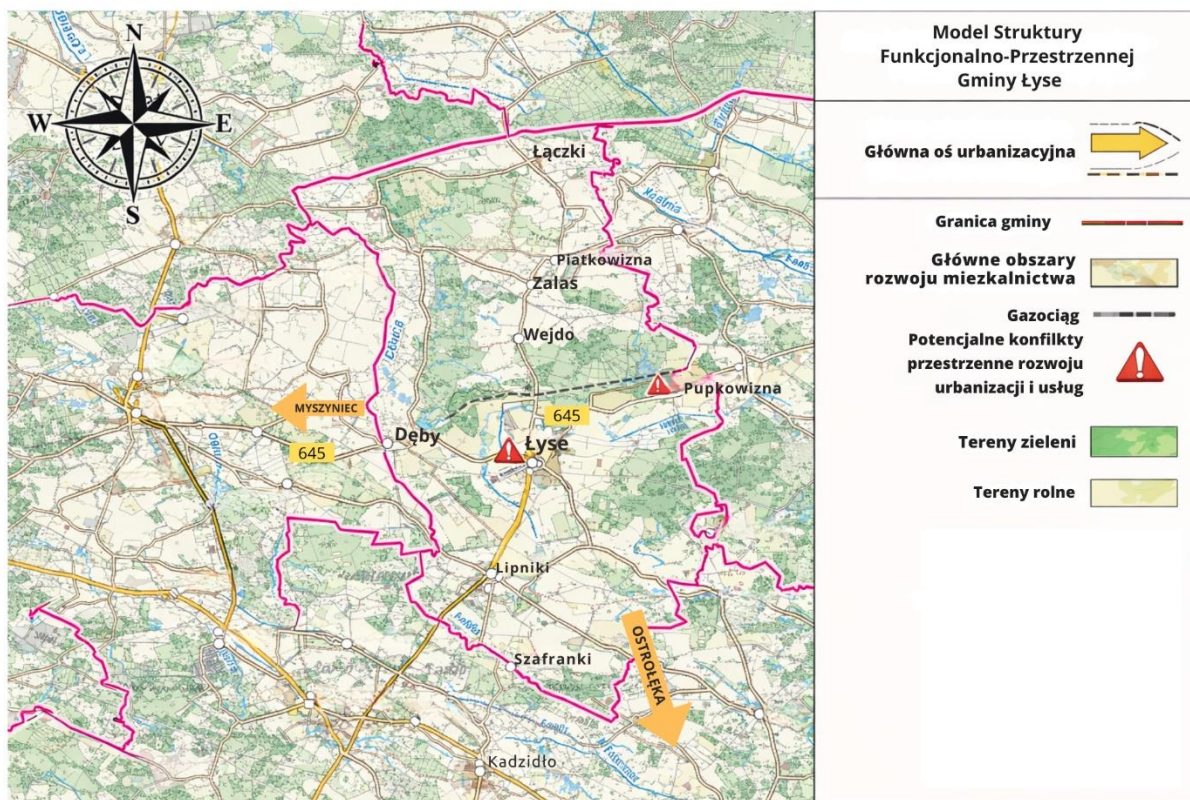 N
W
E
S
Łączki
Piatkowizna
Zalas
Wejdo
Pupkowizna
MYSZYNIEC
645
645
Dęby
Łyse
Lipniki
Szafranki
OSTROŁĘKA
Kadzidło
Model Struktury
Funkcjonalno-Przestrzennej
Gminy Łyse
Główna oś urbanizacyjna
Granica gminy
Główne obszary
rozwoju miezkalnictwa
Gazociąg
Potencjalne konfilkty
przestrzenne rozwoju
urbanizacji i usług
Tereny zieleni
Tereny rolne